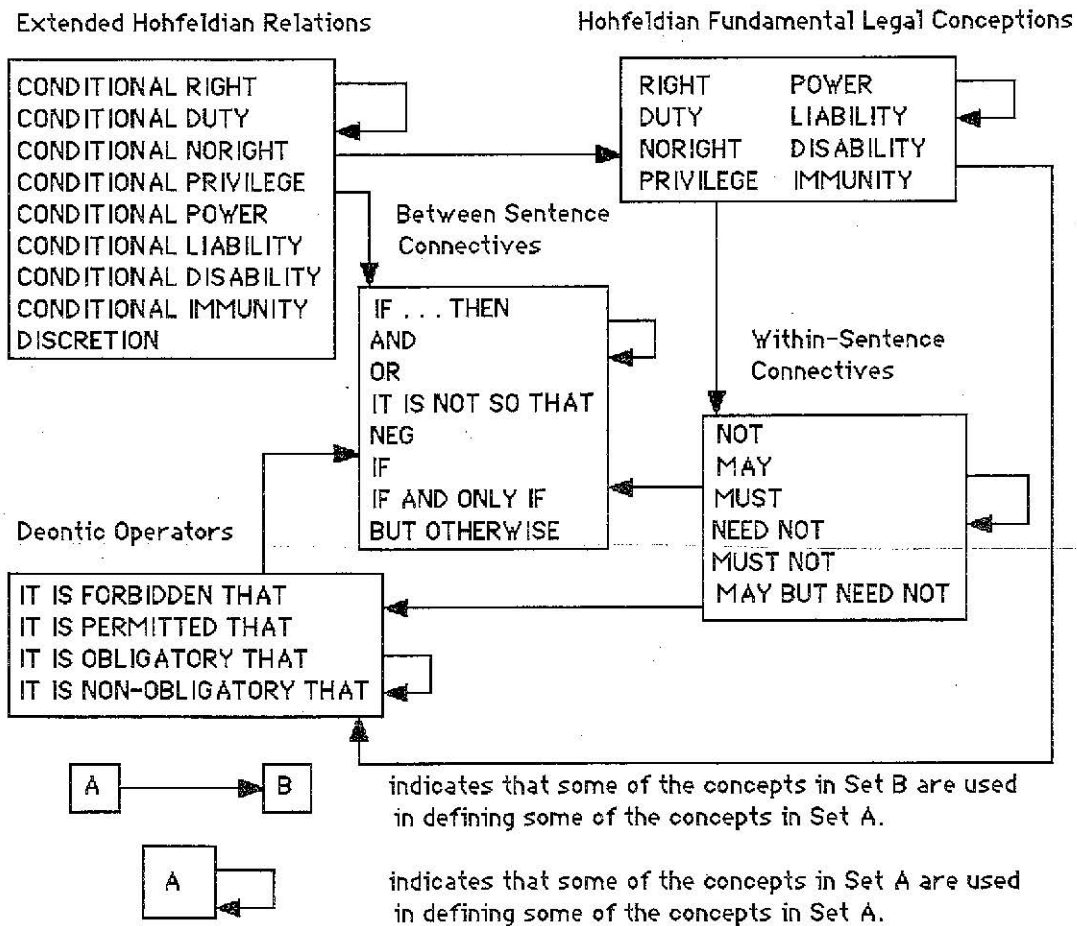 Extended Hohfeldian Relations
CONDITIONAL RIGHT
CONDITIONAL DUTY
CONDITIONAL NORIGHT
CONDITIONAL PRIVILEGE
CONDITIONAL POWER
CONDITIONAL LIABILITY
CONDITIONAL DISABILITY
CONDITIONAL IMMUNITY
DISCRETION
Hohfeldian Fundamental Legal Conceptions
RIGHT POWER
DUTY LIABILITY
NORIGHT DISABILITY
PRIVILEGE IMMUNITY
Between Sentence
Connectives
IF ... THEN
AND
OR
IT IS NOT SO THAT
NEG
IF
IF AND ONLY IF
BUT OTHERWISE
Within-Sentence
Connectives
NOT
MAY
MUST
NEED NOT
MUST NOT
MAY BUT NEED NOT
Deontic Operators
IT IS FORBIDDEN THAT
IT IS PERMITTED THAT
IT IS OBLIGATORY THAT
IT IS NON-OBLIGATORY THAT
A B
indicates that some of the concepts in Set B are used
in defining some of the concepts in Set A.
A
indicates that some of the concepts in Set A are used
in defining some of the concepts in Set A.